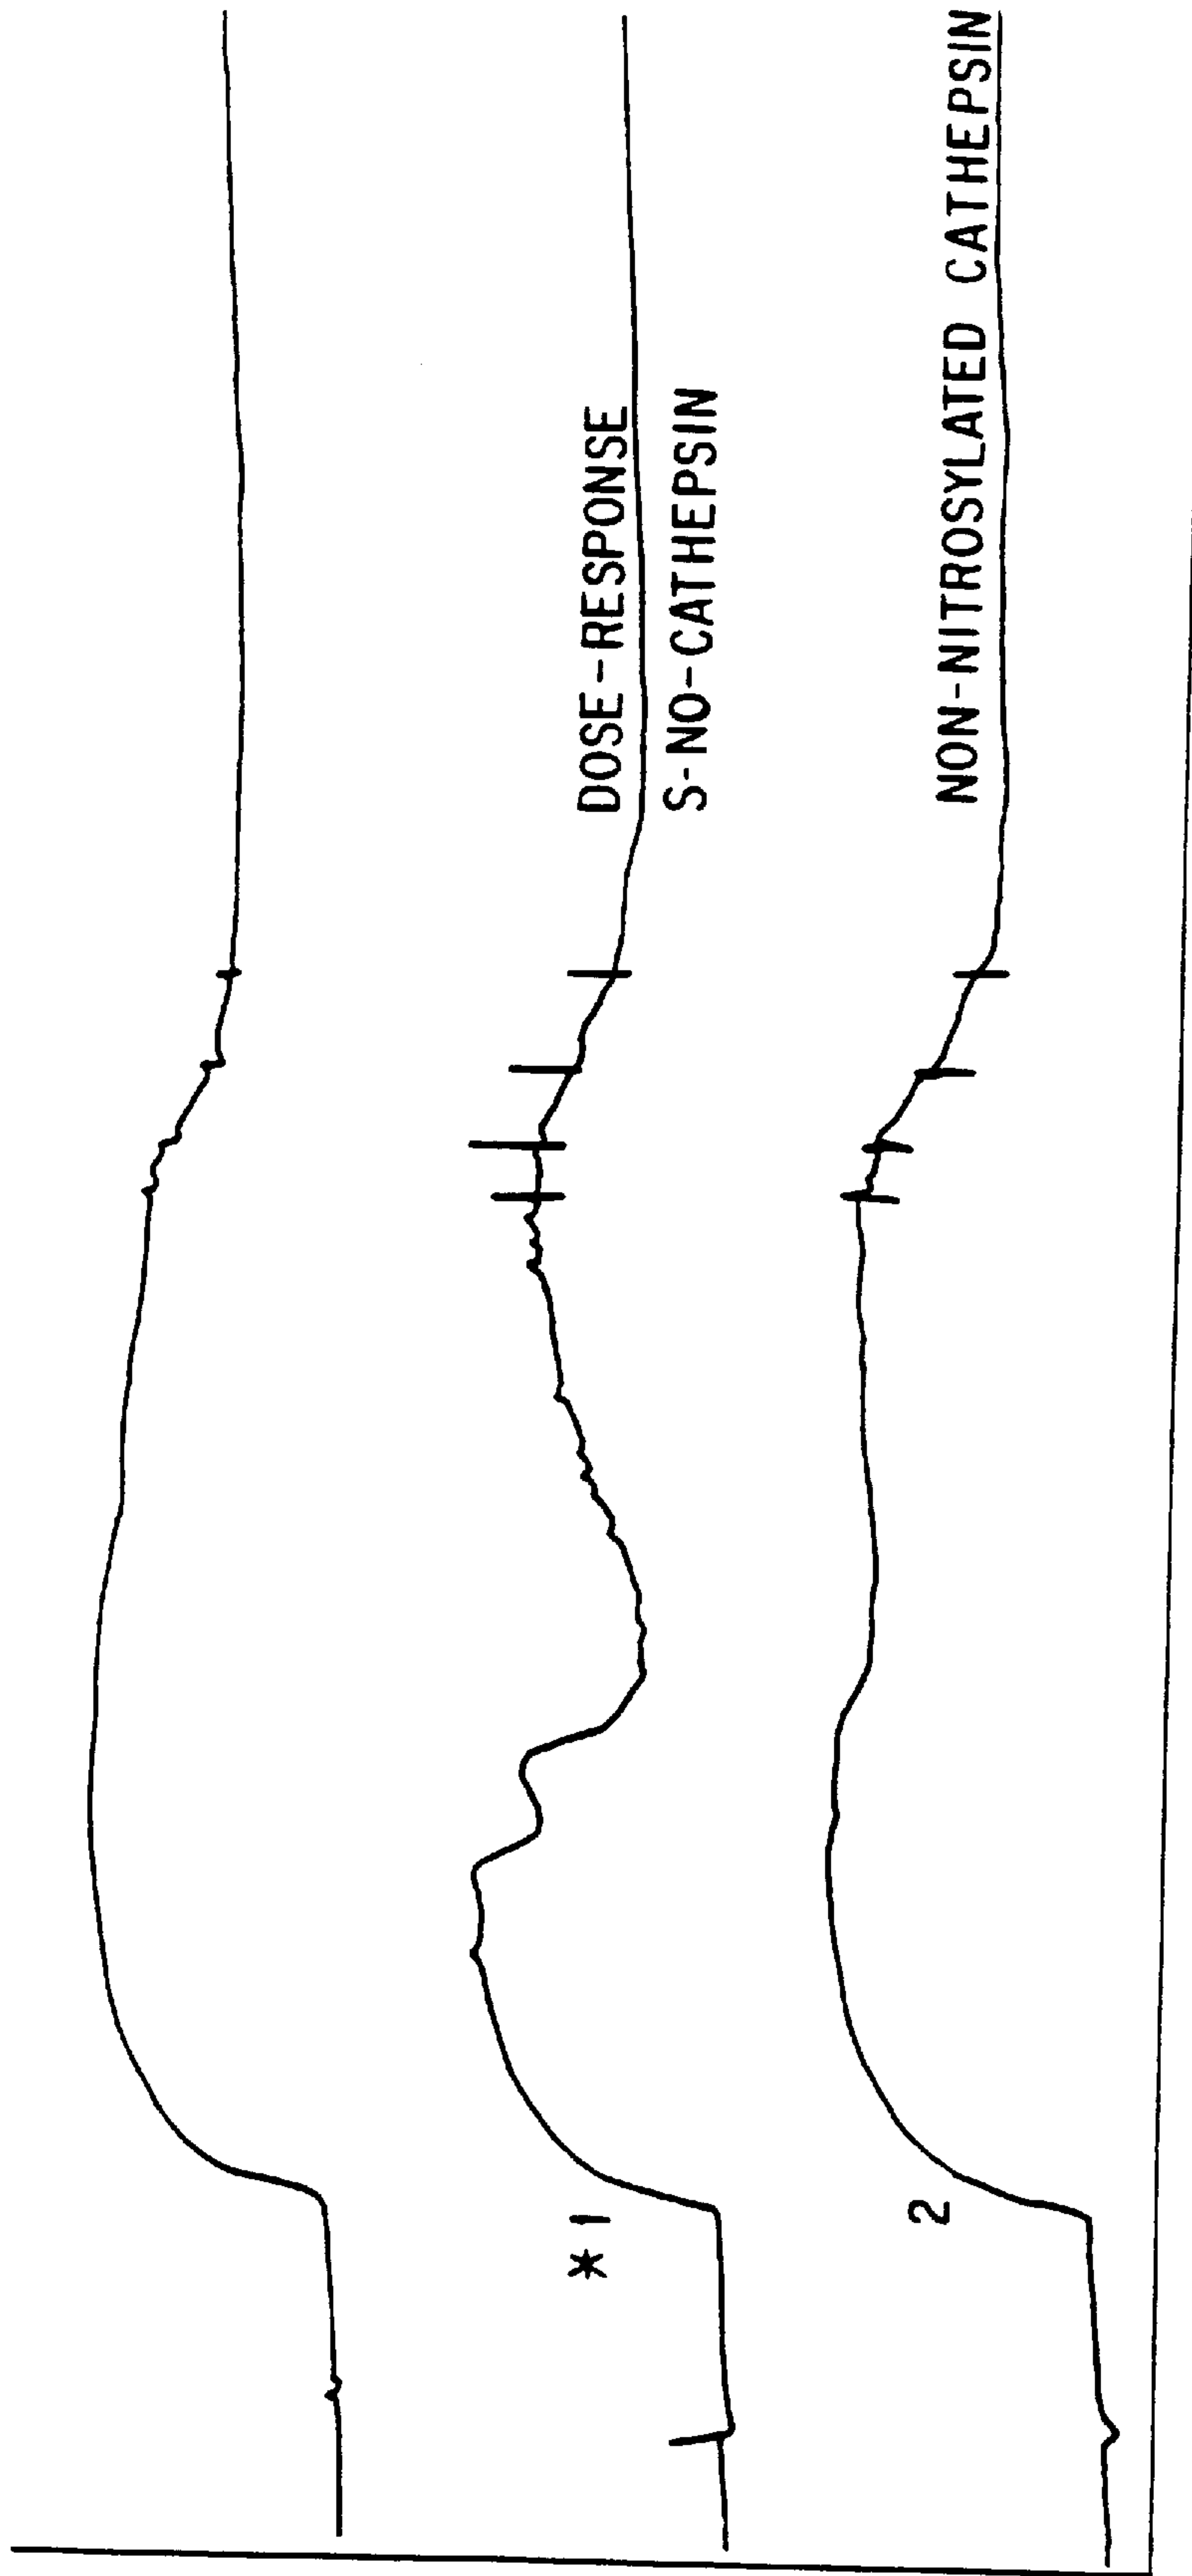 DOSE-RESPONSE
S-NO-CATHEPSIN
* 1
NON-NITROSYLATED CATHEPSIN
2